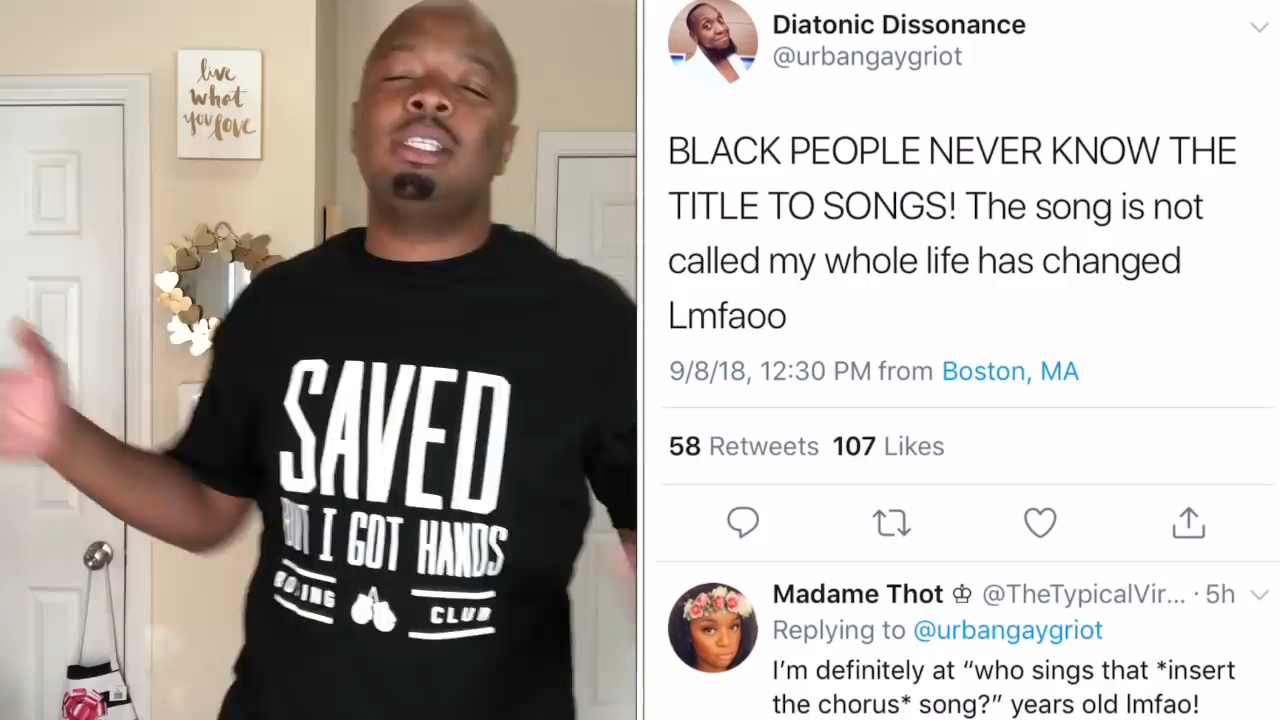 live
what
you love
SAVED
BUT I GOT HANDS
BOXING
CLUB
Diatonic Dissonance
@urbangaygriot
BLACK PEOPLE NEVER KNOW THE
TITLE TO SONGS! The song is not
called my whole life has changed
Lmfaoo
9/8/18, 12:30 PM from Boston, MA
58 Retweets 107 Likes
Madame Thot ♔ @TheTypicalVir... · 5h
Replying to @urbangaygriot
I’m definitely at “who sings that *insert
the chorus* song?” years old lmfao!